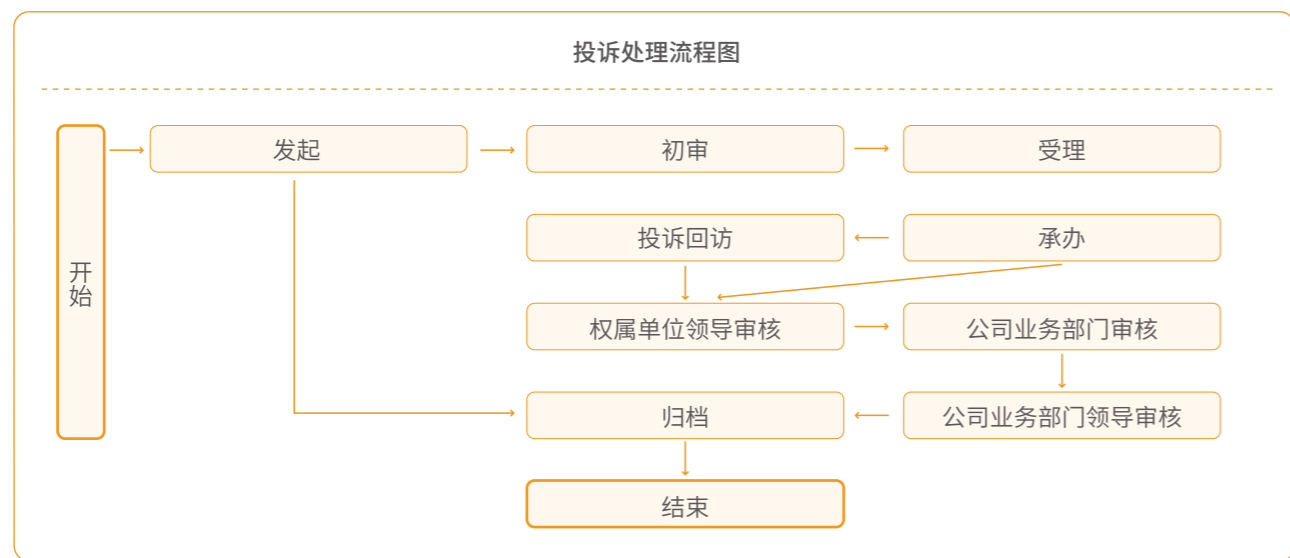 投诉处理流程图
开始
发起
初审
受理
投诉回访
承办
权属单位领导审核
公司业务部门审核
归档
公司业务部门领导审核
结束